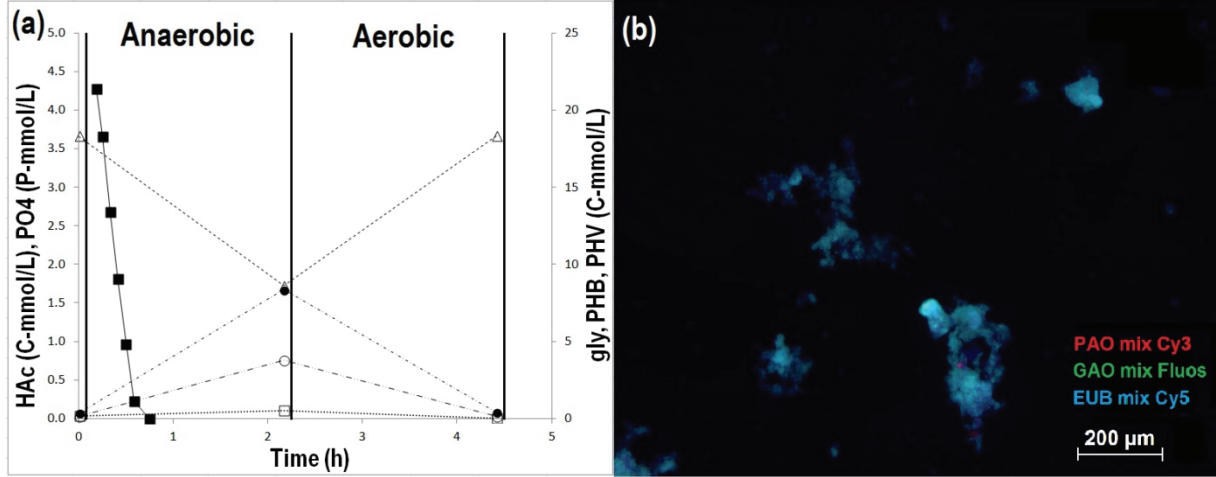 (a)
Anaerobic
Aerobic
HAc (C-mmol/L), PO4 (P-mmol/L)
5.0
4.5
4.0
3.5
3.0
2.5
2.0
1.5
1.0
0.5
0.0
0
1
2
3
4
5
Time (h)
25
20
15
10
5
0
gly, PHB, PHV (C-mmol/L)
(b)
PAO mix Cy3
GAO mix Fluos
EUB mix Cy5
200 µm